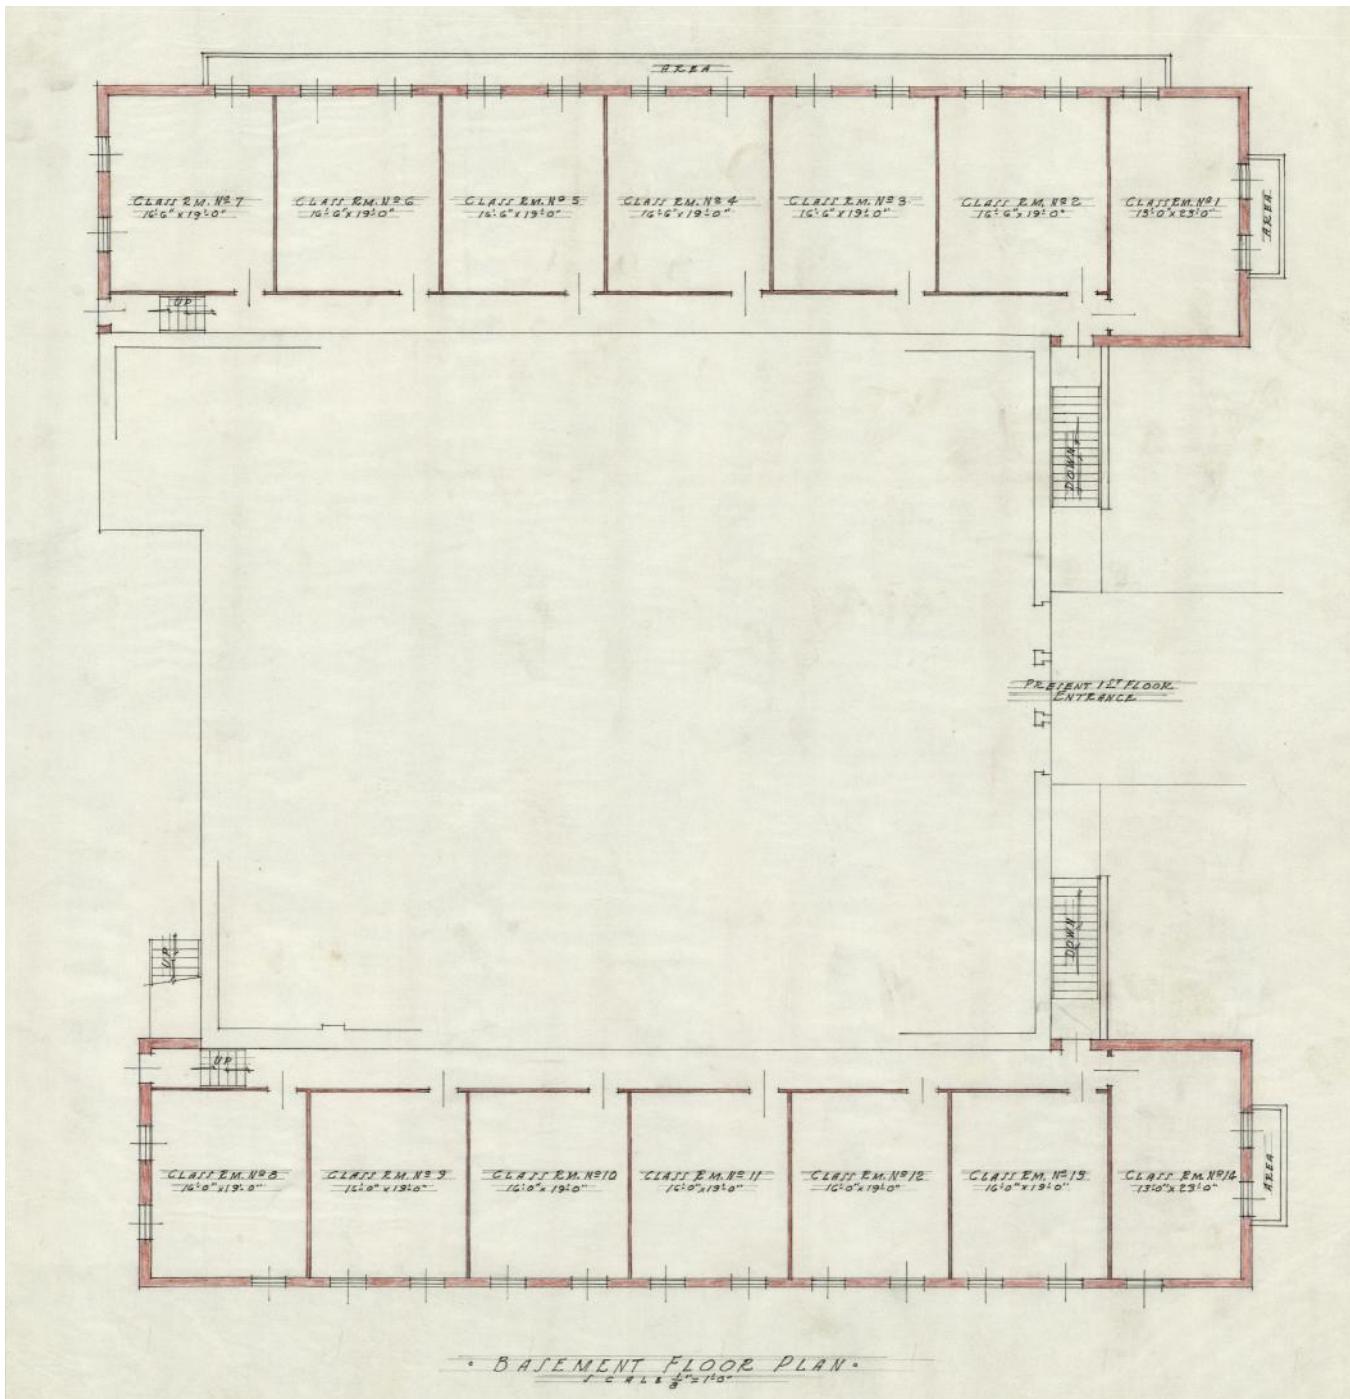 AREA
CLASS RM. Nº 7
16'-6" x 19'-0"
CLASS RM. Nº 6
16'-6" x 19'-0"
CLASS RM. Nº 5
16'-6" x 19'-0"
CLASS RM. Nº 4
16'-6" x 19'-0"
CLASS RM. Nº 3
16'-6" x 19'-0"
CLASS RM. Nº 2
16'-6" x 19'-0"
CLASS RM. Nº 1
13'-0" x 23'-0"
AREA
UP
DOWN
PRESENT 1ST FLOOR
ENTRANCE
DOWN
UP
UP
CLASS RM. Nº 8
16'-0" x 19'-0"
CLASS RM. Nº 9
16'-0" x 19'-0"
CLASS RM. Nº 10
16'-0" x 19'-0"
CLASS RM. Nº 11
16'-0" x 19'-0"
CLASS RM. Nº 12
16'-0" x 19'-0"
CLASS RM. Nº 13
16'-0" x 19'-0"
CLASS RM. Nº 14
13'-0" x 23'-0"
AREA
· BASEMENT FLOOR PLAN ·
SCALE 1/8" = 1'-0"